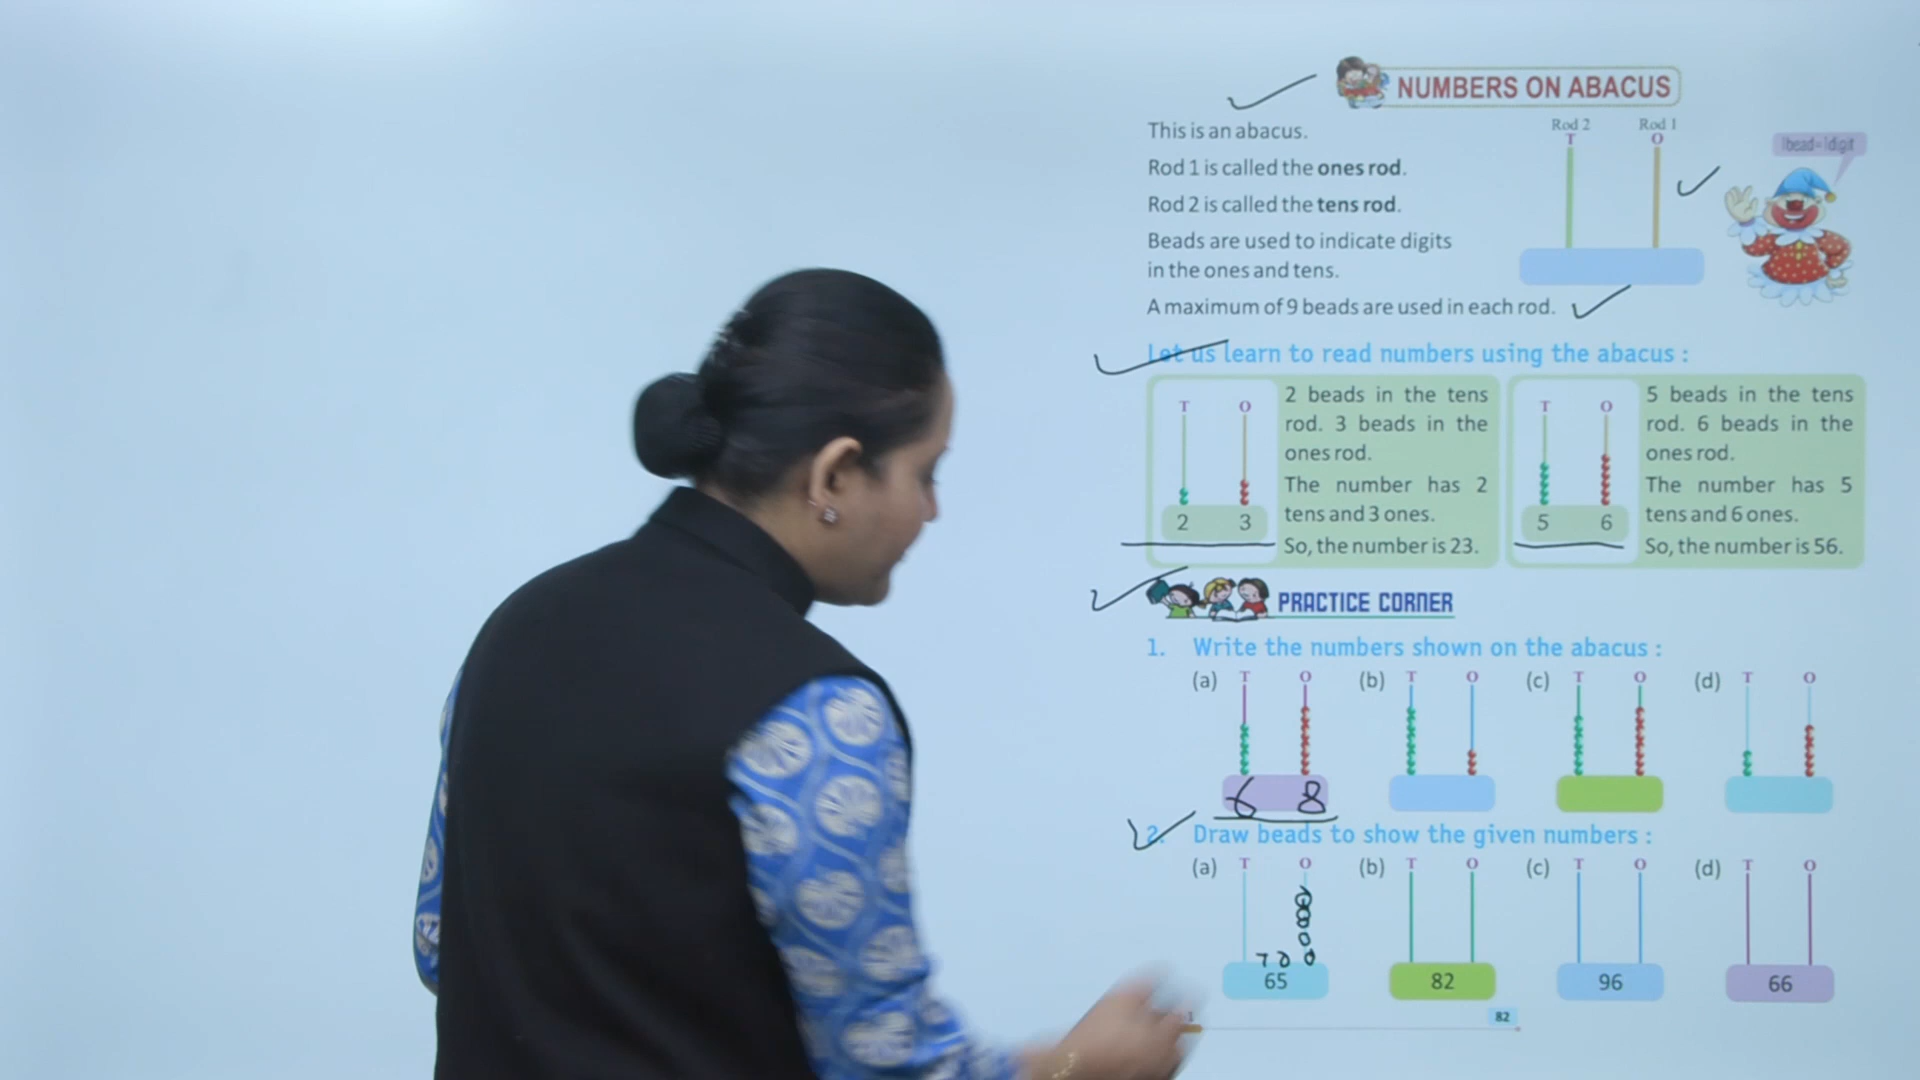 NUMBERS ON ABACUS
This is an abacus.
Rod 1 is called the ones rod.
Rod 2 is called the tens rod.
Beads are used to indicate digits
in the ones and tens.
A maximum of 9 beads are used in each rod.
Rod 2 Rod 1
T O
1bead=1digit
Let us learn to read numbers using the abacus :
T O
2 3
2 beads in the tens
rod. 3 beads in the
ones rod.
The number has 2
tens and 3 ones.
So, the number is 23.
T O
5 6
5 beads in the tens
rod. 6 beads in the
ones rod.
The number has 5
tens and 6 ones.
So, the number is 56.
PRACTICE CORNER
1. Write the numbers shown on the abacus :
(a) T O (b) T O (c) T O (d) T O
6 8
2. Draw beads to show the given numbers :
(a) T O (b) T O (c) T O (d) T O
T O
65 82 96 66
1 82